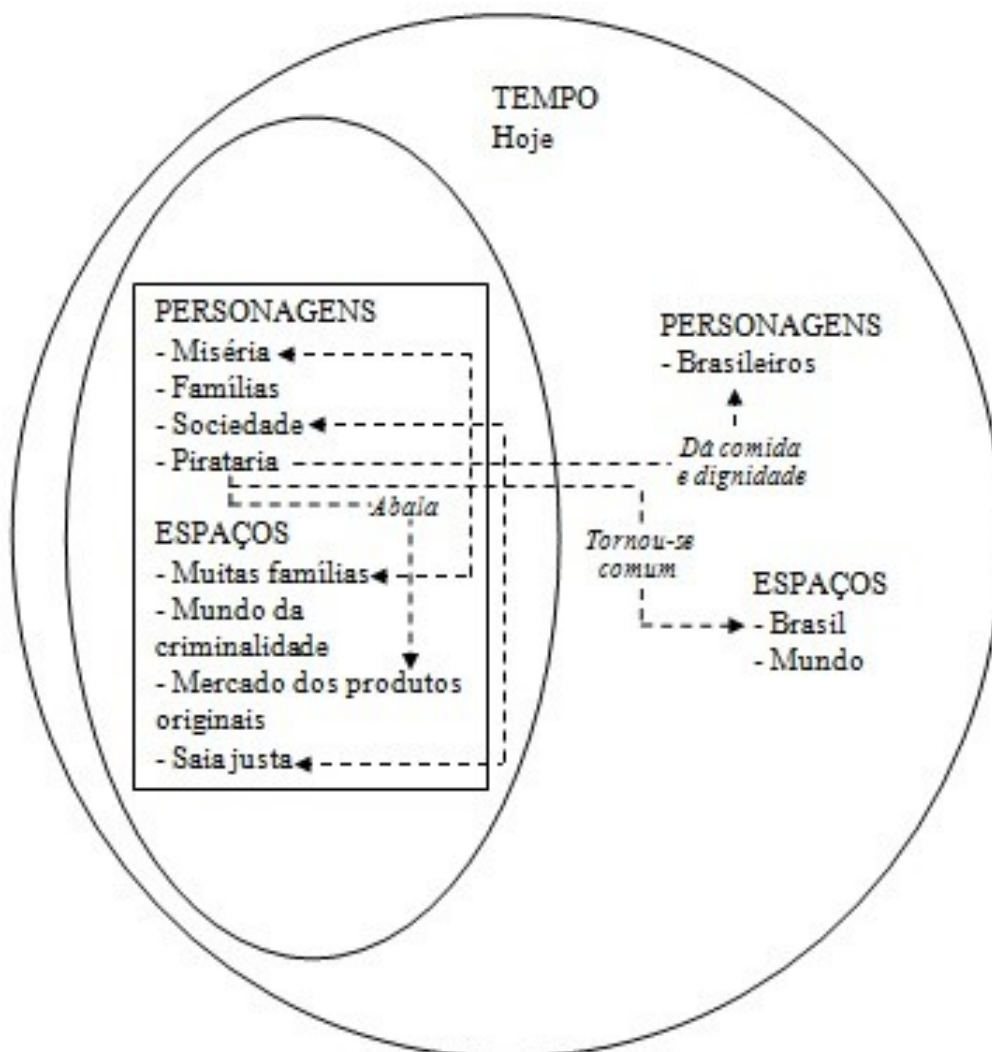 TEMPO
Hoje
PERSONAGENS
- Miséria
- Famílias
- Sociedade
- Pirataria
Abala
ESPAÇOS
- Muitas famílias
- Mundo da
criminalidade
- Mercado dos produtos
originais
- Saia justa
PERSONAGENS
- Brasileiros
Dá comida
e dignidade
Tornou-se
comum
ESPAÇOS
- Brasil
- Mundo